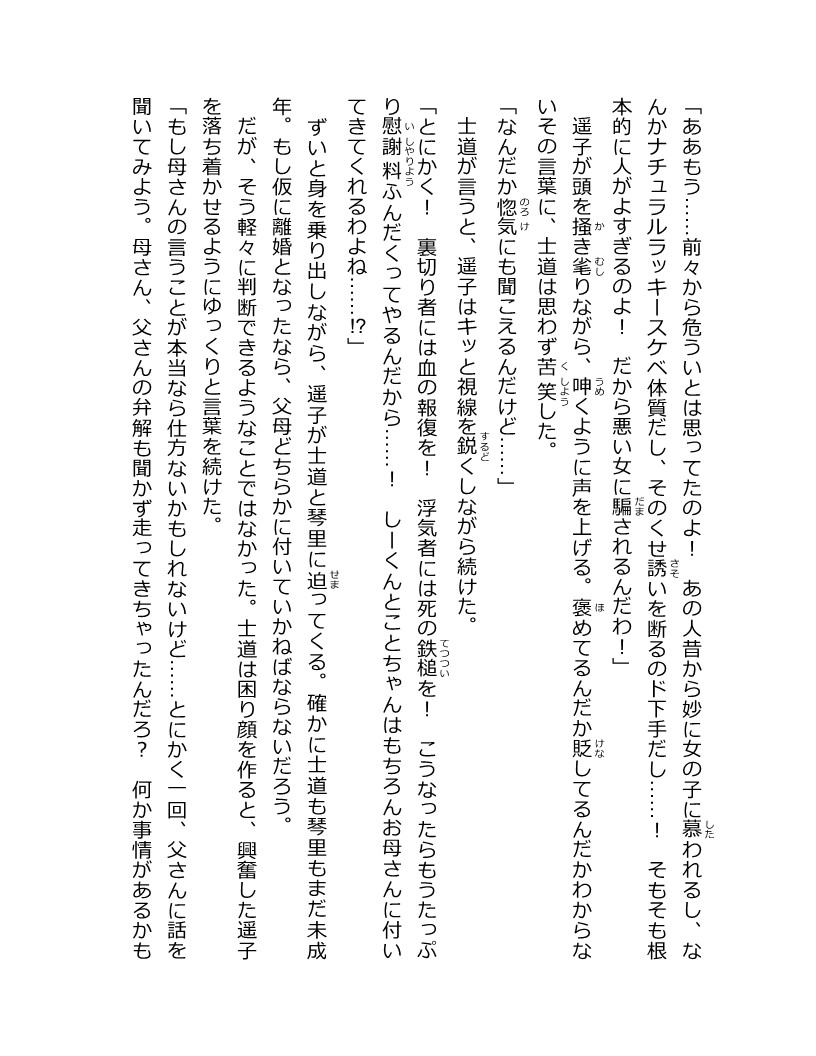 「ああもう……前々から危ういとは思ってたのよ！　あの人昔から妙に女の子に慕われるし、な
んかナチュラルラッキースケベ体質だし、そのくせ誘いを断るのド下手だし……！　そもそも根
本的に人がよすぎるのよ！　だから悪い女に騙されるんだわ！」
　遥子が頭を掻き毟りながら、呻くように声を上げる。褒めてるんだか貶してるんだかわからな
いその言葉に、士道は思わず苦笑した。
「なんだか惚気にも聞こえるんだけど……」
　士道が言うと、遥子はキッと視線を鋭くしながら続けた。
「とにかく！　裏切り者には血の報復を！　浮気者には死の鉄槌を！　こうなったらもうたっぷ
り慰謝料ふんだくってやるんだから……！　しーくんとことちゃんはもちろんお母さんに付い
てきてくれるわよね……!?」
　ずいと身を乗り出しながら、遥子が士道と琴里に迫ってくる。確かに士道も琴里もまだ未成
年。もし仮に離婚となったなら、父母どちらかに付いていかねばならないだろう。
　だが、そう軽々に判断できるようなことではなかった。士道は困り顔を作ると、興奮した遥子
を落ち着かせるようにゆっくりと言葉を続けた。
「もし母さんの言うことが本当なら仕方ないかもしれないけど……とにかく一回、父さんに話を
聞いてみよう。母さん、父さんの弁解も聞かず走ってきちゃったんだろ？　何か事情があるかも